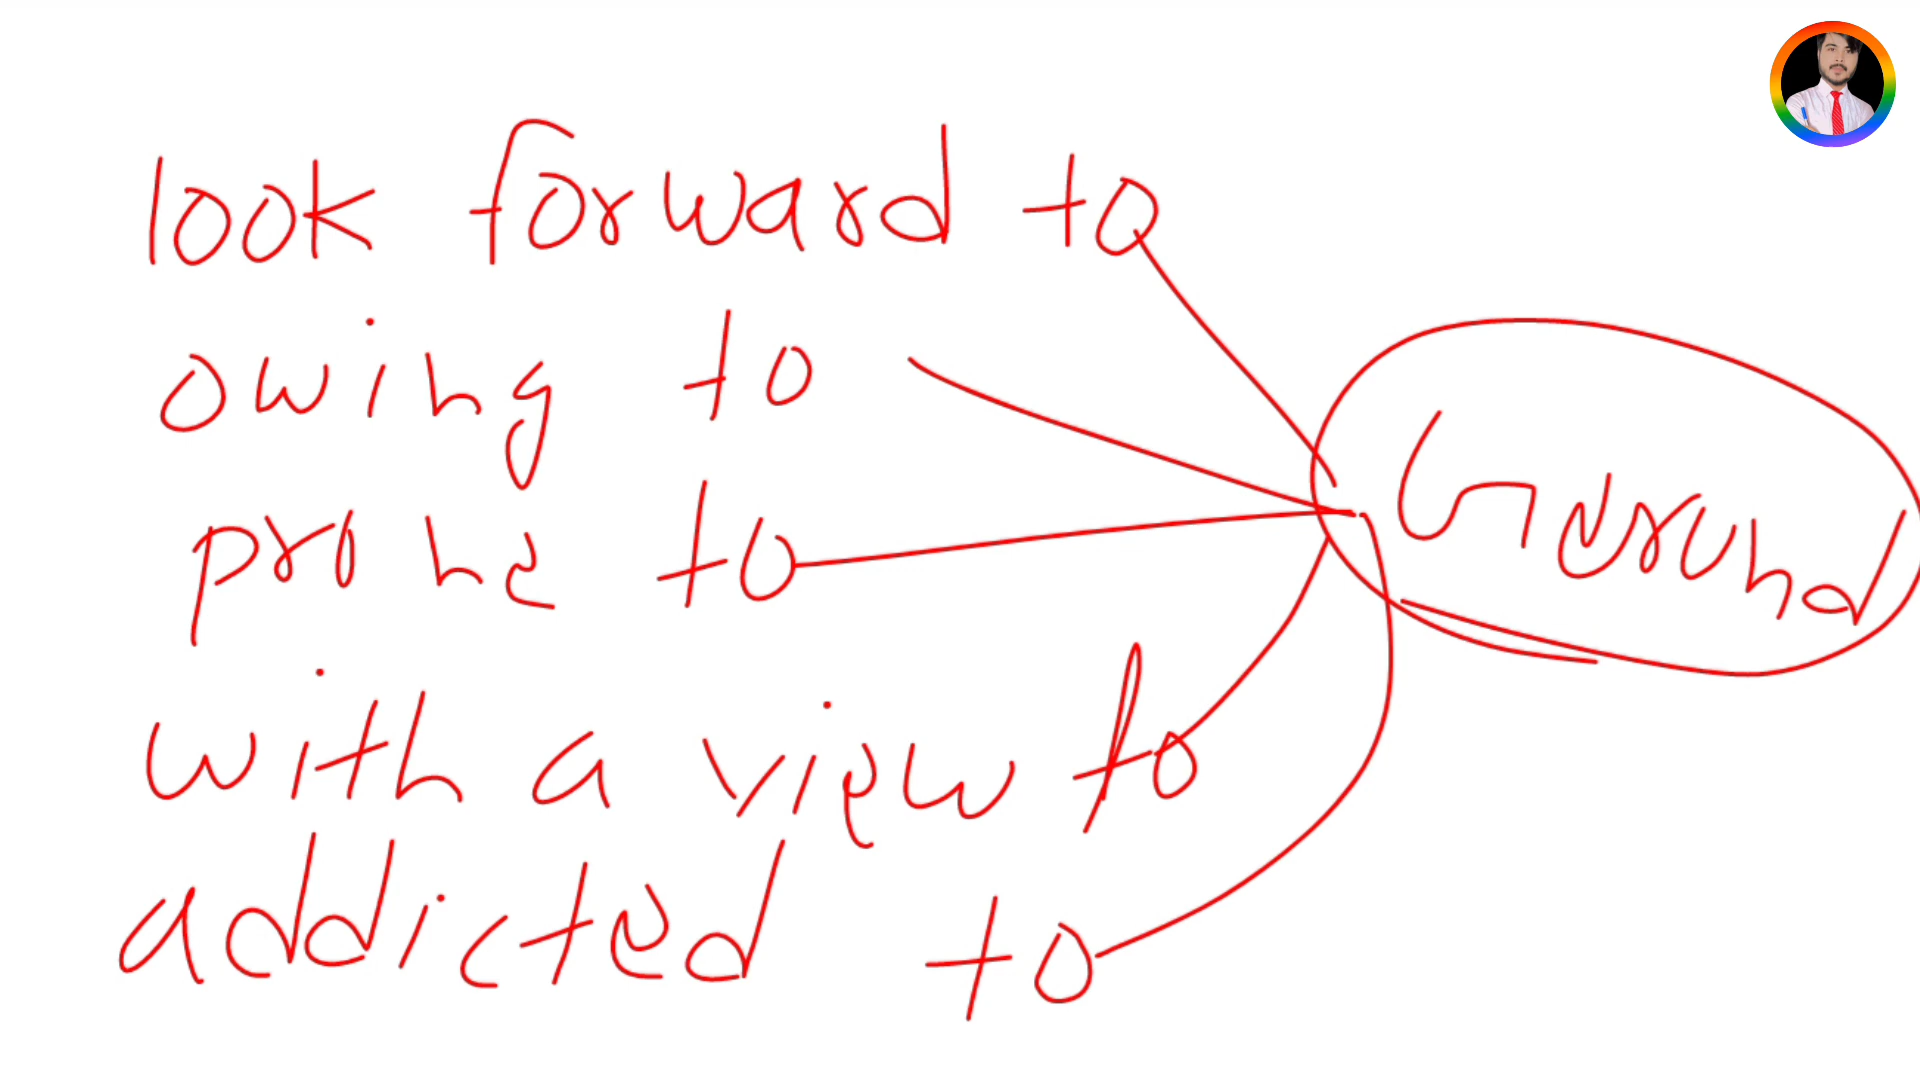 look forward to
owing to
prone to
Gerund
with a view to
addicted to